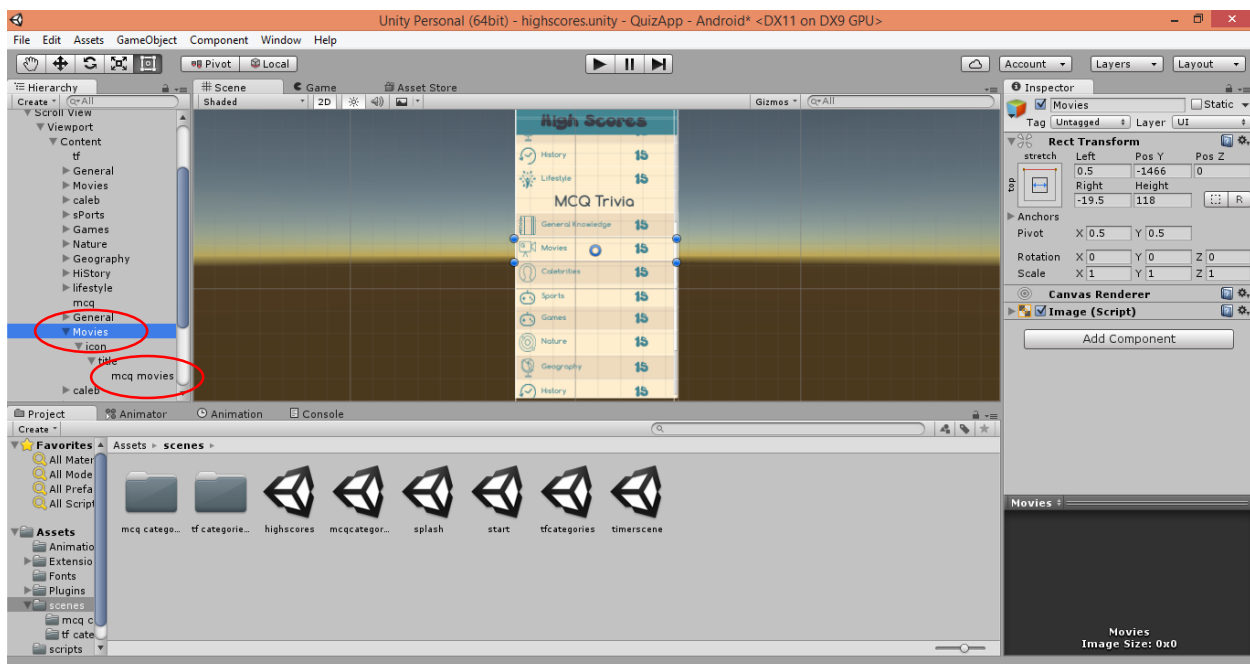 Unity Personal (64bit) - highscores.unity - QuizApp - Android* <DX11 on DX9 GPU>
File Edit Assets GameObject Component Window Help
Pivot Local Account Layers Layout
Hierarchy
Create All
Scroll View
Viewport
Content
tf
General
Movies
caleb
sPorts
Games
Nature
Geography
HiStory
lifestyle
mcq
General
Movies
icon
title
mcq movies
caleb
Scene Game Asset Store
Shaded 2D Gizmos All
High Scores
History 15
Lifestyle 15
MCQ Trivia
General Knowledge 15
Movies 15
Celebrities 15
Sports 15
Games 15
Nature 15
Geography 15
History 15
Inspector
Movies Static
Tag Untagged Layer UI
Rect Transform
stretch Left Pos Y Pos Z
top 0.5 -1466 0
Right Height
-19.5 118 R
Anchors
Pivot X 0.5 Y 0.5
Rotation X 0 Y 0 Z 0
Scale X 1 Y 1 Z 1
Canvas Renderer
Image (Script)
Add Component
Project Animator Animation Console
Create
Favorites
All Mater
All Mode
All Prefa
All Script
Assets
Animatio
Extensio
Fonts
Plugins
scenes
mcq c
tf cate
scripts
Assets scenes
mcq catego... tf categorie... highscores mcqcategor... splash start tfcategories timerscene
Movies
Movies
Image Size: 0x0